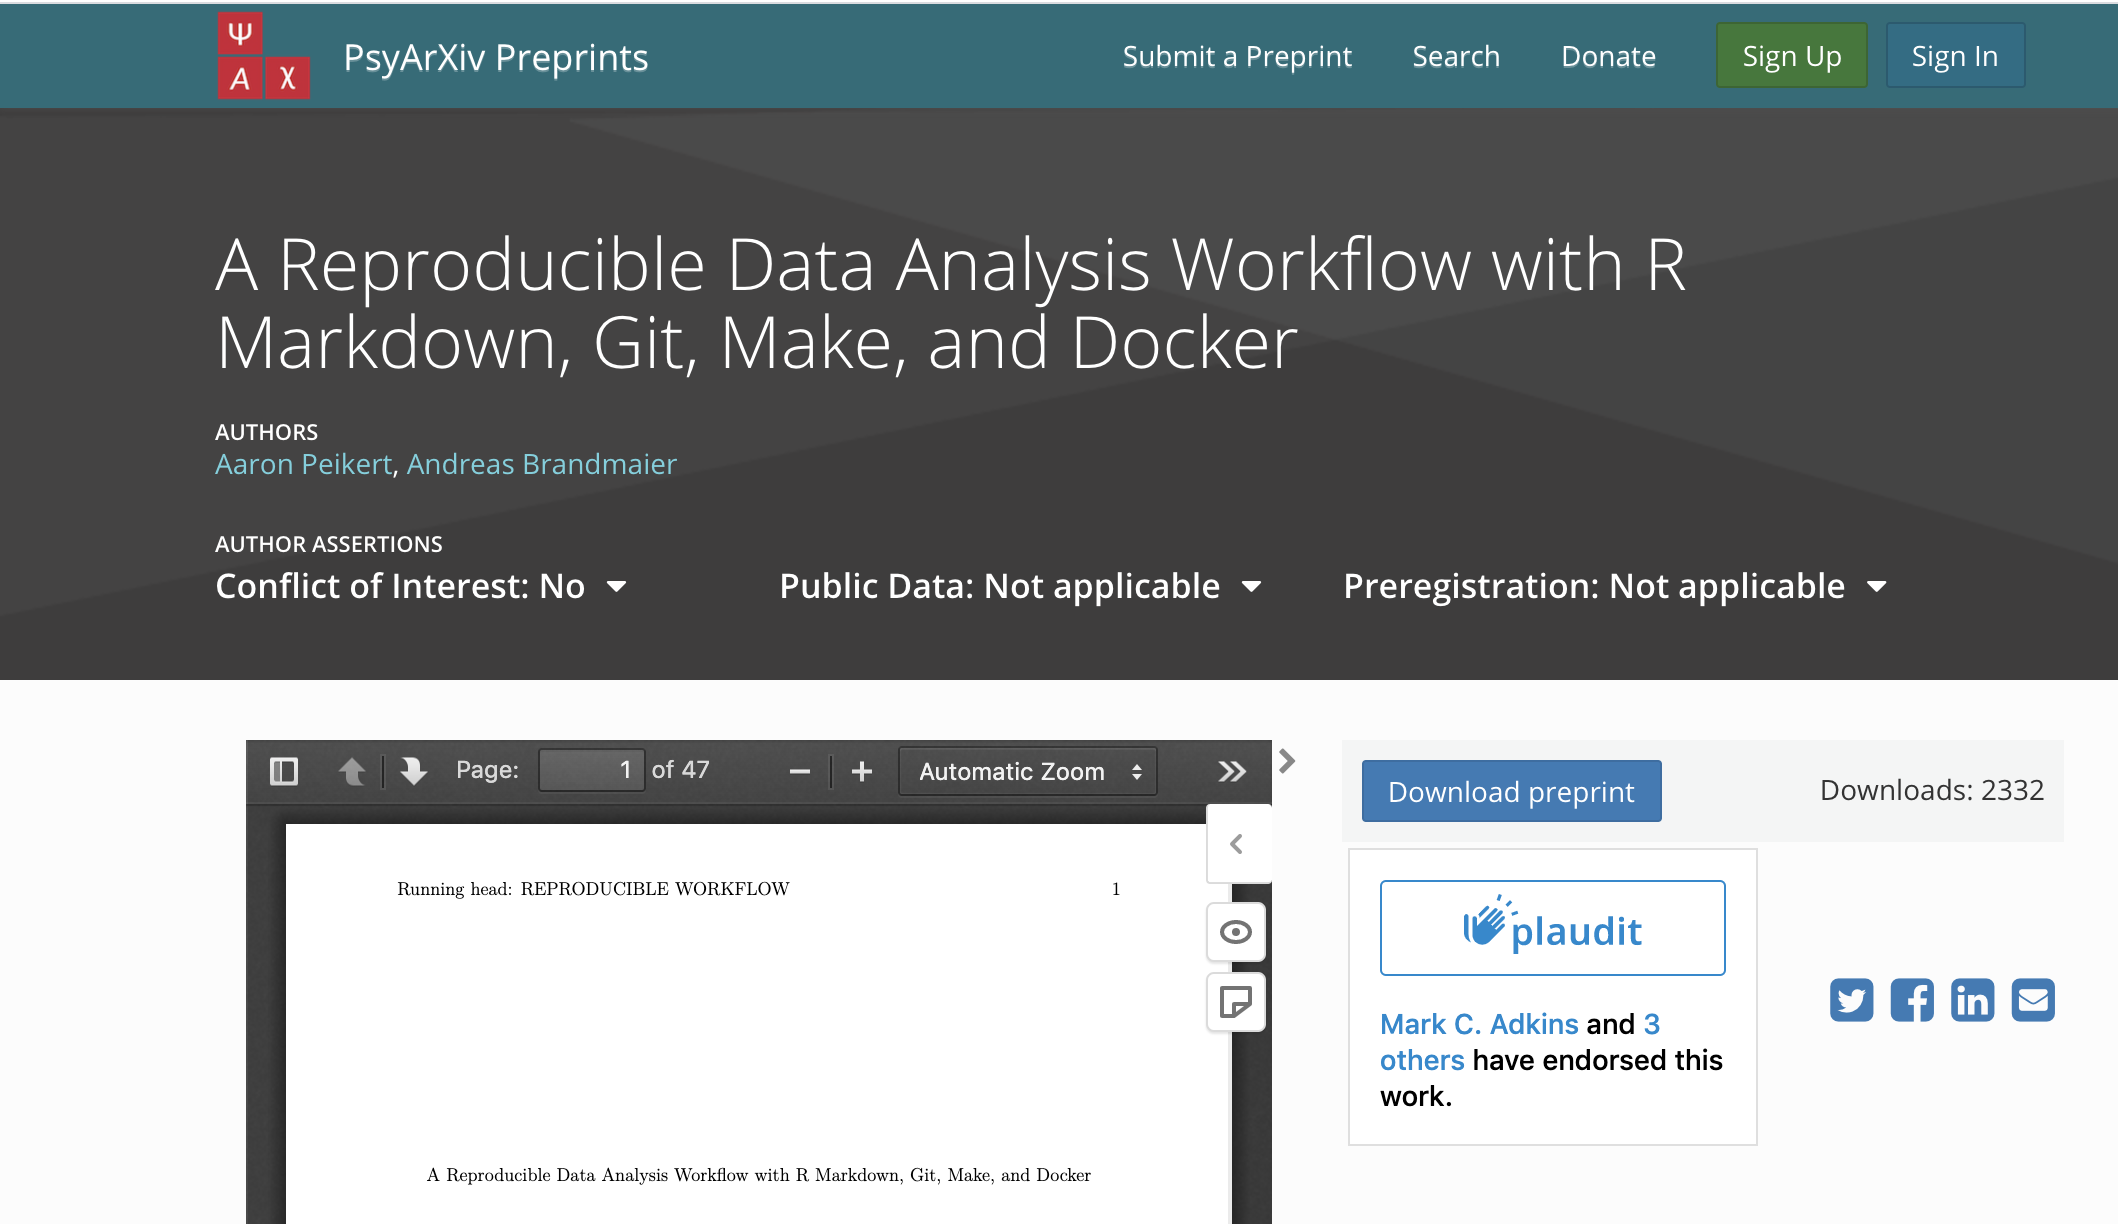 Ψ
A χ
PsyArXiv Preprints
Submit a Preprint
Search
Donate
Sign Up
Sign In
A Reproducible Data Analysis Workflow with R
Markdown, Git, Make, and Docker
AUTHORS
Aaron Peikert, Andreas Brandmaier
AUTHOR ASSERTIONS
Conflict of Interest: No
Public Data: Not applicable
Preregistration: Not applicable
Page: 1 of 47
Automatic Zoom
Running head: REPRODUCIBLE WORKFLOW 1
A Reproducible Data Analysis Workflow with R Markdown, Git, Make, and Docker
Download preprint
Downloads: 2332
plaudit
Mark C. Adkins and 3
others have endorsed this
work.